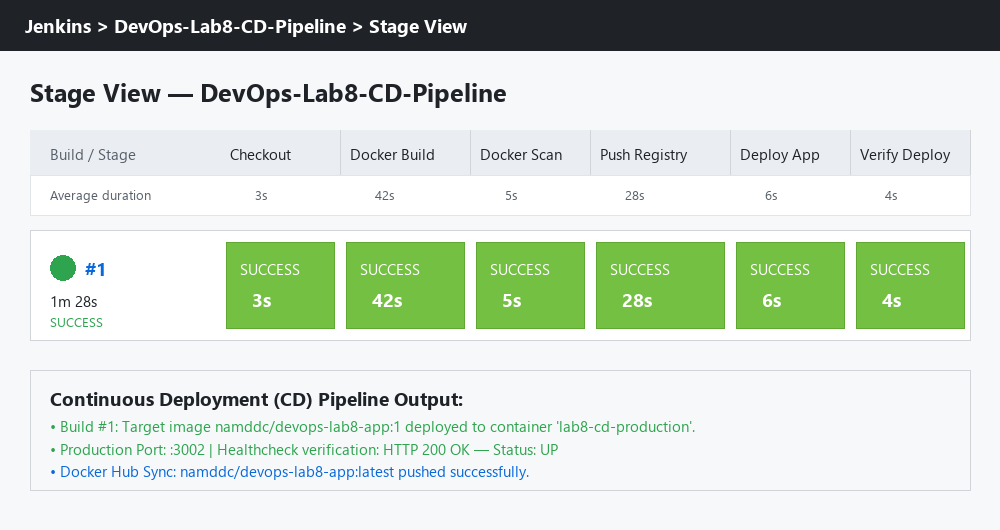 Jenkins > DevOps-Lab8-CD-Pipeline > Stage View
Stage View — DevOps-Lab8-CD-Pipeline
Build / Stage Checkout Docker Build Docker Scan Push Registry Deploy App Verify Deploy
Average duration 3s 42s 5s 28s 6s 4s
#1 SUCCESS SUCCESS SUCCESS SUCCESS SUCCESS SUCCESS
1m 28s 3s 42s 5s 28s 6s 4s
SUCCESS
Continuous Deployment (CD) Pipeline Output:
• Build #1: Target image namddc/devops-lab8-app:1 deployed to container 'lab8-cd-production'.
• Production Port: :3002 | Healthcheck verification: HTTP 200 OK — Status: UP
• Docker Hub Sync: namddc/devops-lab8-app:latest pushed successfully.